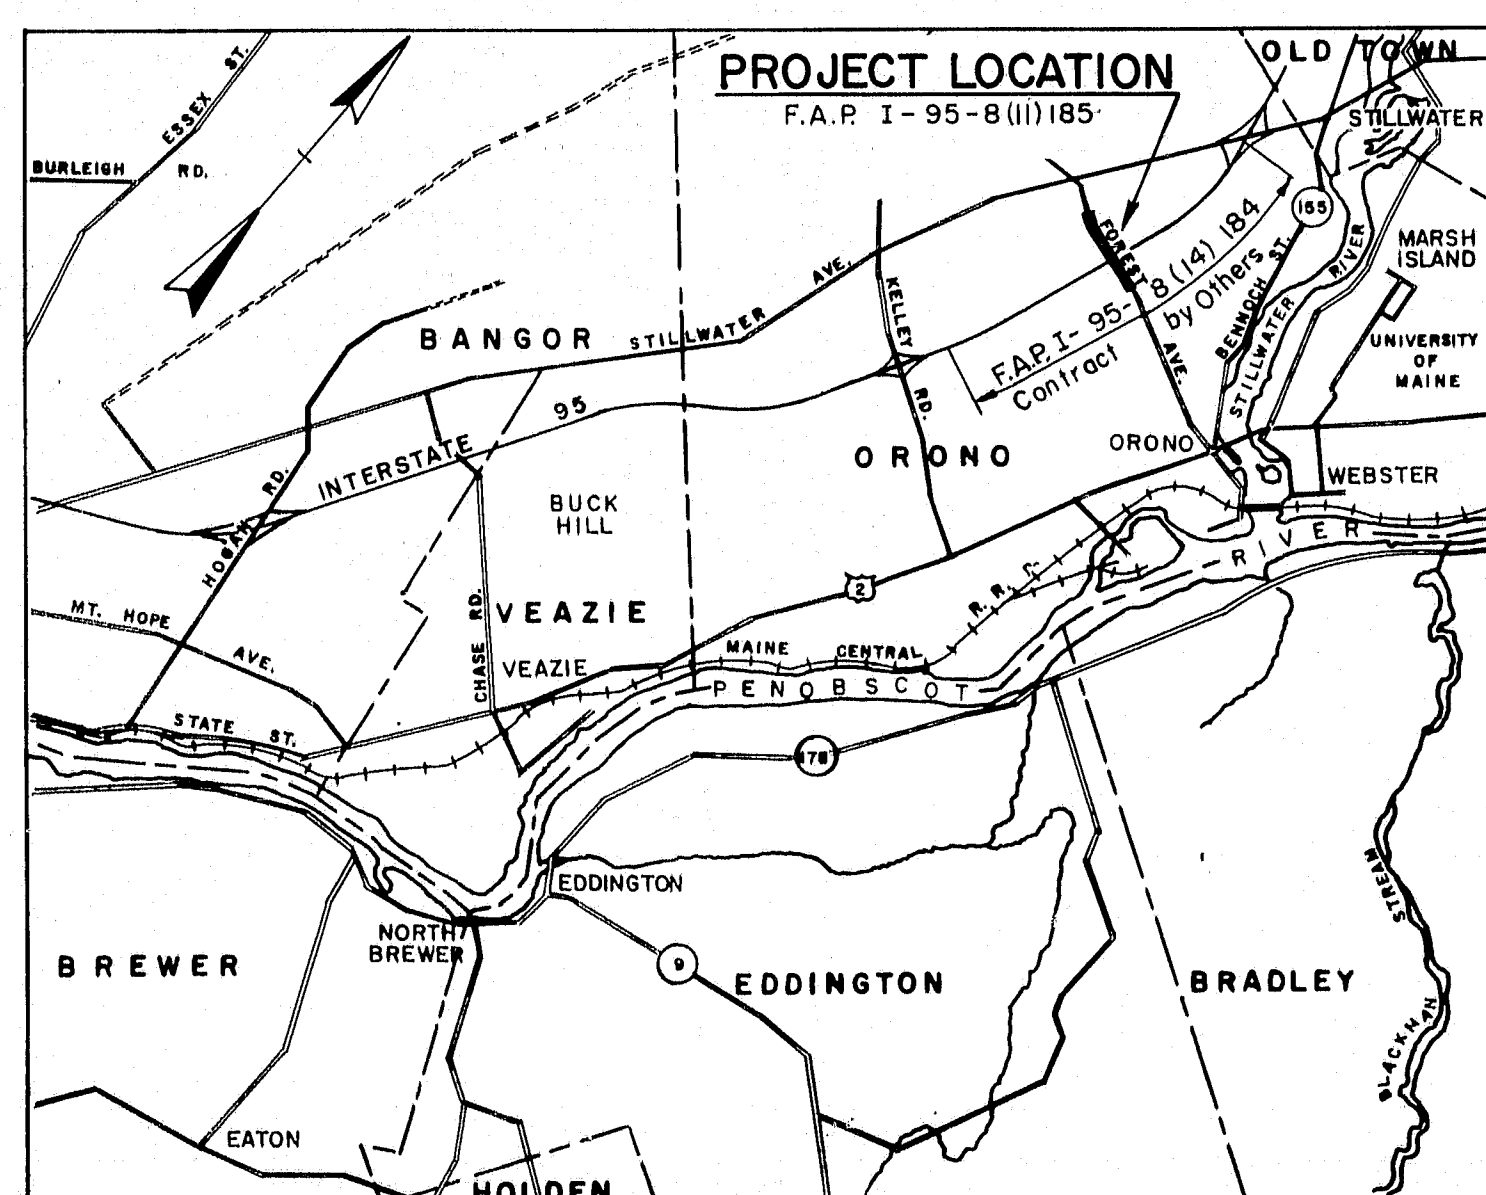 PROJECT LOCATION
F.A.P. I-95-8(11)185
OLD TOWN
STILLWATER
ESSEX ST.
BURLEIGH RD.
155
MARSH
ISLAND
FOREST AVE.
F.A.P. I-95-8(14) 184
Contract by Others
BENNOCH ST.
STILLWATER RIVER
UNIVERSITY
OF
MAINE
BANGOR
STILLWATER AVE.
KELLEY RD.
INTERSTATE 95
HOGAN RD.
ORONO
ORONO
WEBSTER
BUCK
HILL
MT. HOPE AVE.
CHASE RD.
VEAZIE
VEAZIE
2
MAINE CENTRAL R. R.
PENOBSCOT RIVER
STATE ST.
178
EDDINGTON
NORTH
BREWER
BREWER
9
EDDINGTON
BRADLEY
BLACKMAN STREAM
EATON
HOLDEN